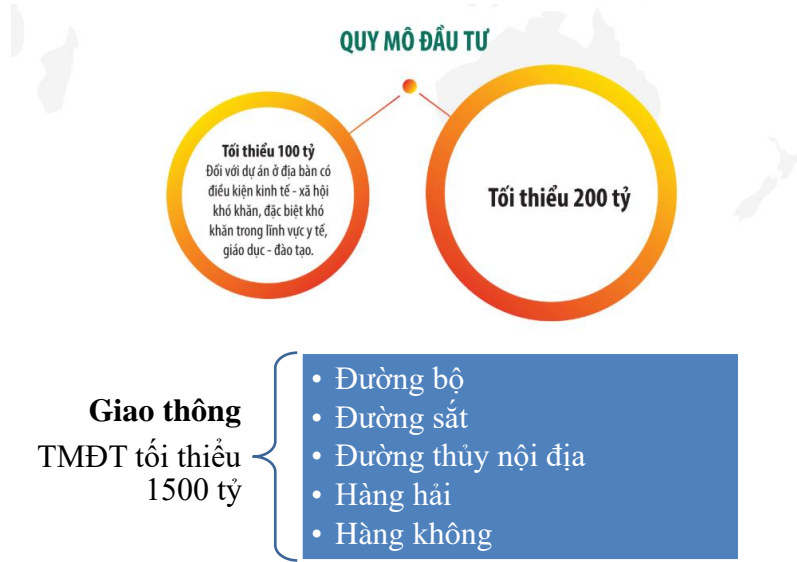 QUY MÔ ĐẦU TƯ
Tối thiểu 100 tỷ
Đối với dự án ở địa bàn có
điều kiện kinh tế - xã hội
khó khăn, đặc biệt khó
khăn trong lĩnh vực y tế,
giáo dục - đào tạo.
Tối thiểu 200 tỷ
Giao thông
TMĐT tối thiểu
1500 tỷ
• Đường bộ
• Đường sắt
• Đường thủy nội địa
• Hàng hải
• Hàng không